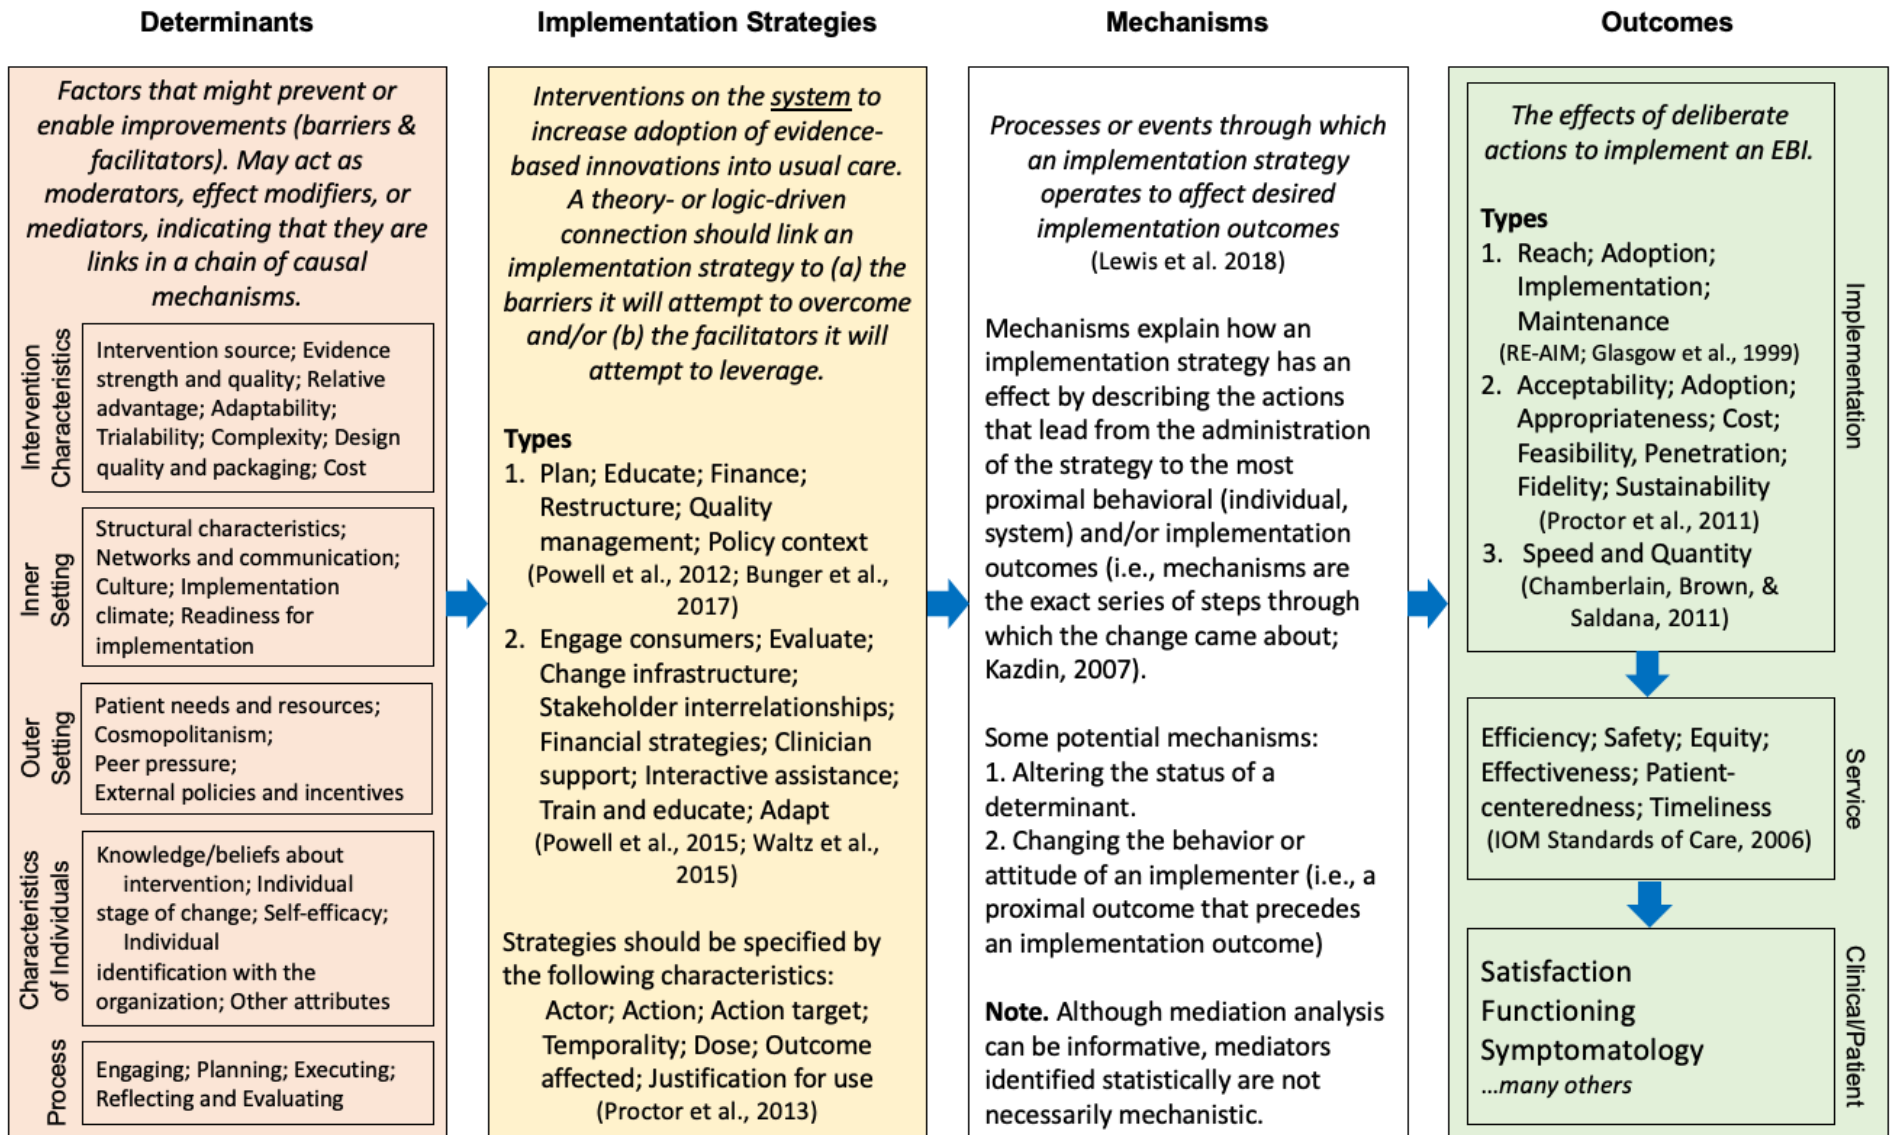 Determinants
Factors that might prevent or
enable improvements (barriers &
facilitators). May act as
moderators, effect modifiers, or
mediators, indicating that they are
links in a chain of causal
mechanisms.
Intervention
Characteristics
Intervention source; Evidence
strength and quality; Relative
advantage; Adaptability;
Trialability; Complexity; Design
quality and packaging; Cost
Inner
Setting
Structural characteristics;
Networks and communication;
Culture; Implementation
climate; Readiness for
implementation
Outer
Setting
Patient needs and resources;
Cosmopolitanism;
Peer pressure;
External policies and incentives
Characteristics
of Individuals
Knowledge/beliefs about
intervention; Individual
stage of change; Self-efficacy;
Individual
identification with the
organization; Other attributes
Process
Engaging; Planning; Executing;
Reflecting and Evaluating
Implementation Strategies
Interventions on the system to
increase adoption of evidence-
based innovations into usual care.
A theory- or logic-driven
connection should link an
implementation strategy to (a) the
barriers it will attempt to overcome
and/or (b) the facilitators it will
attempt to leverage.
Types
1. Plan; Educate; Finance;
Restructure; Quality
management; Policy context
(Powell et al., 2012; Bunger et al.,
2017)
2. Engage consumers; Evaluate;
Change infrastructure;
Stakeholder interrelationships;
Financial strategies; Clinician
support; Interactive assistance;
Train and educate; Adapt
(Powell et al., 2015; Waltz et al.,
2015)
Strategies should be specified by
the following characteristics:
Actor; Action; Action target;
Temporality; Dose; Outcome
affected; Justification for use
(Proctor et al., 2013)
Mechanisms
Processes or events through which
an implementation strategy
operates to affect desired
implementation outcomes
(Lewis et al. 2018)
Mechanisms explain how an
implementation strategy has an
effect by describing the actions
that lead from the administration
of the strategy to the most
proximal behavioral (individual,
system) and/or implementation
outcomes (i.e., mechanisms are
the exact series of steps through
which the change came about;
Kazdin, 2007).
Some potential mechanisms:
1. Altering the status of a
determinant.
2. Changing the behavior or
attitude of an implementer (i.e., a
proximal outcome that precedes
an implementation outcome)
Note. Although mediation analysis
can be informative, mediators
identified statistically are not
necessarily mechanistic.
Outcomes
The effects of deliberate
actions to implement an EBI.
Types
1. Reach; Adoption;
Implementation;
Maintenance
(RE-AIM; Glasgow et al., 1999)
2. Acceptability; Adoption;
Appropriateness; Cost;
Feasibility, Penetration;
Fidelity; Sustainability
(Proctor et al., 2011)
3. Speed and Quantity
(Chamberlain, Brown, &
Saldana, 2011)
Implementation
Efficiency; Safety; Equity;
Effectiveness; Patient-
centeredness; Timeliness
(IOM Standards of Care, 2006)
Service
Satisfaction
Functioning
Symptomatology
...many others
Clinical/Patient